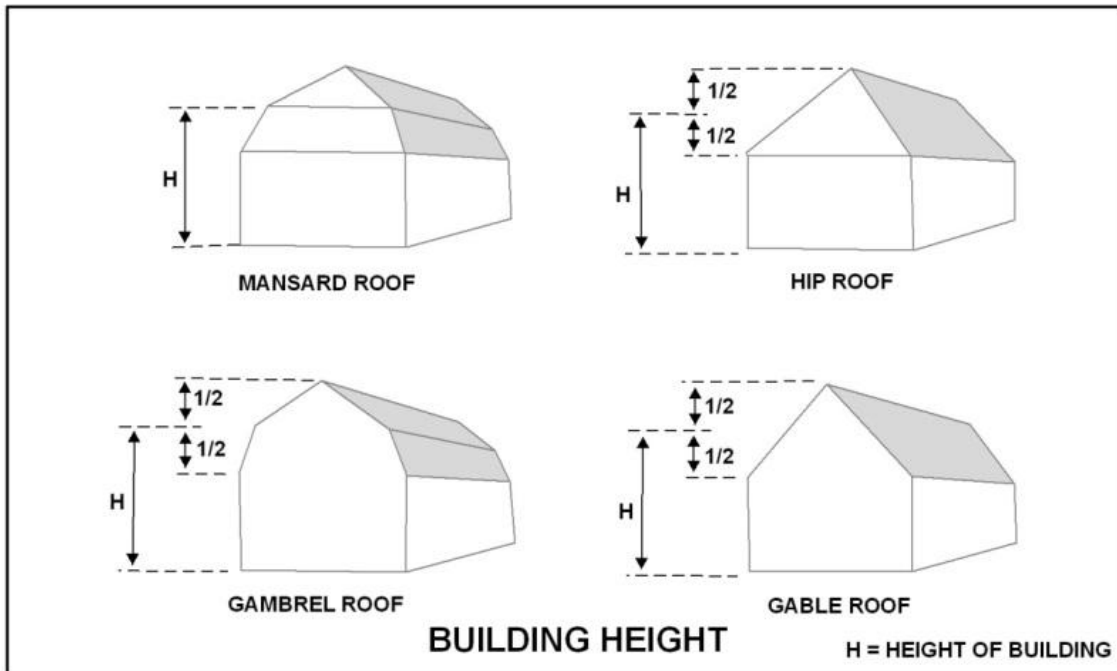 H
MANSARD ROOF
1/2
1/2
H
HIP ROOF
1/2
1/2
H
GAMBREL ROOF
1/2
1/2
H
GABLE ROOF
BUILDING HEIGHT
H = HEIGHT OF BUILDING